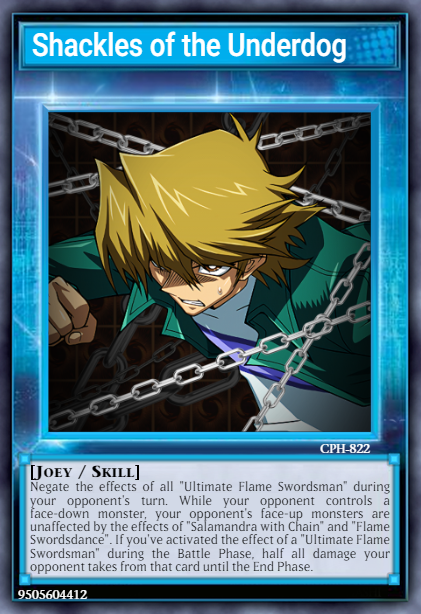 Shackles of the Underdog
CPH-822
[JOEY / SKILL]
Negate the effects of all "Ultimate Flame Swordsman" during
your opponent's turn. While your opponent controls a
face-down monster, your opponent's face-up monsters are
unaffected by the effects of "Salamandra with Chain" and "Flame
Swordsdance". If you've activated the effect of a "Ultimate Flame
Swordsman" during the Battle Phase, half all damage your
opponent takes from that card until the End Phase.
9505604412